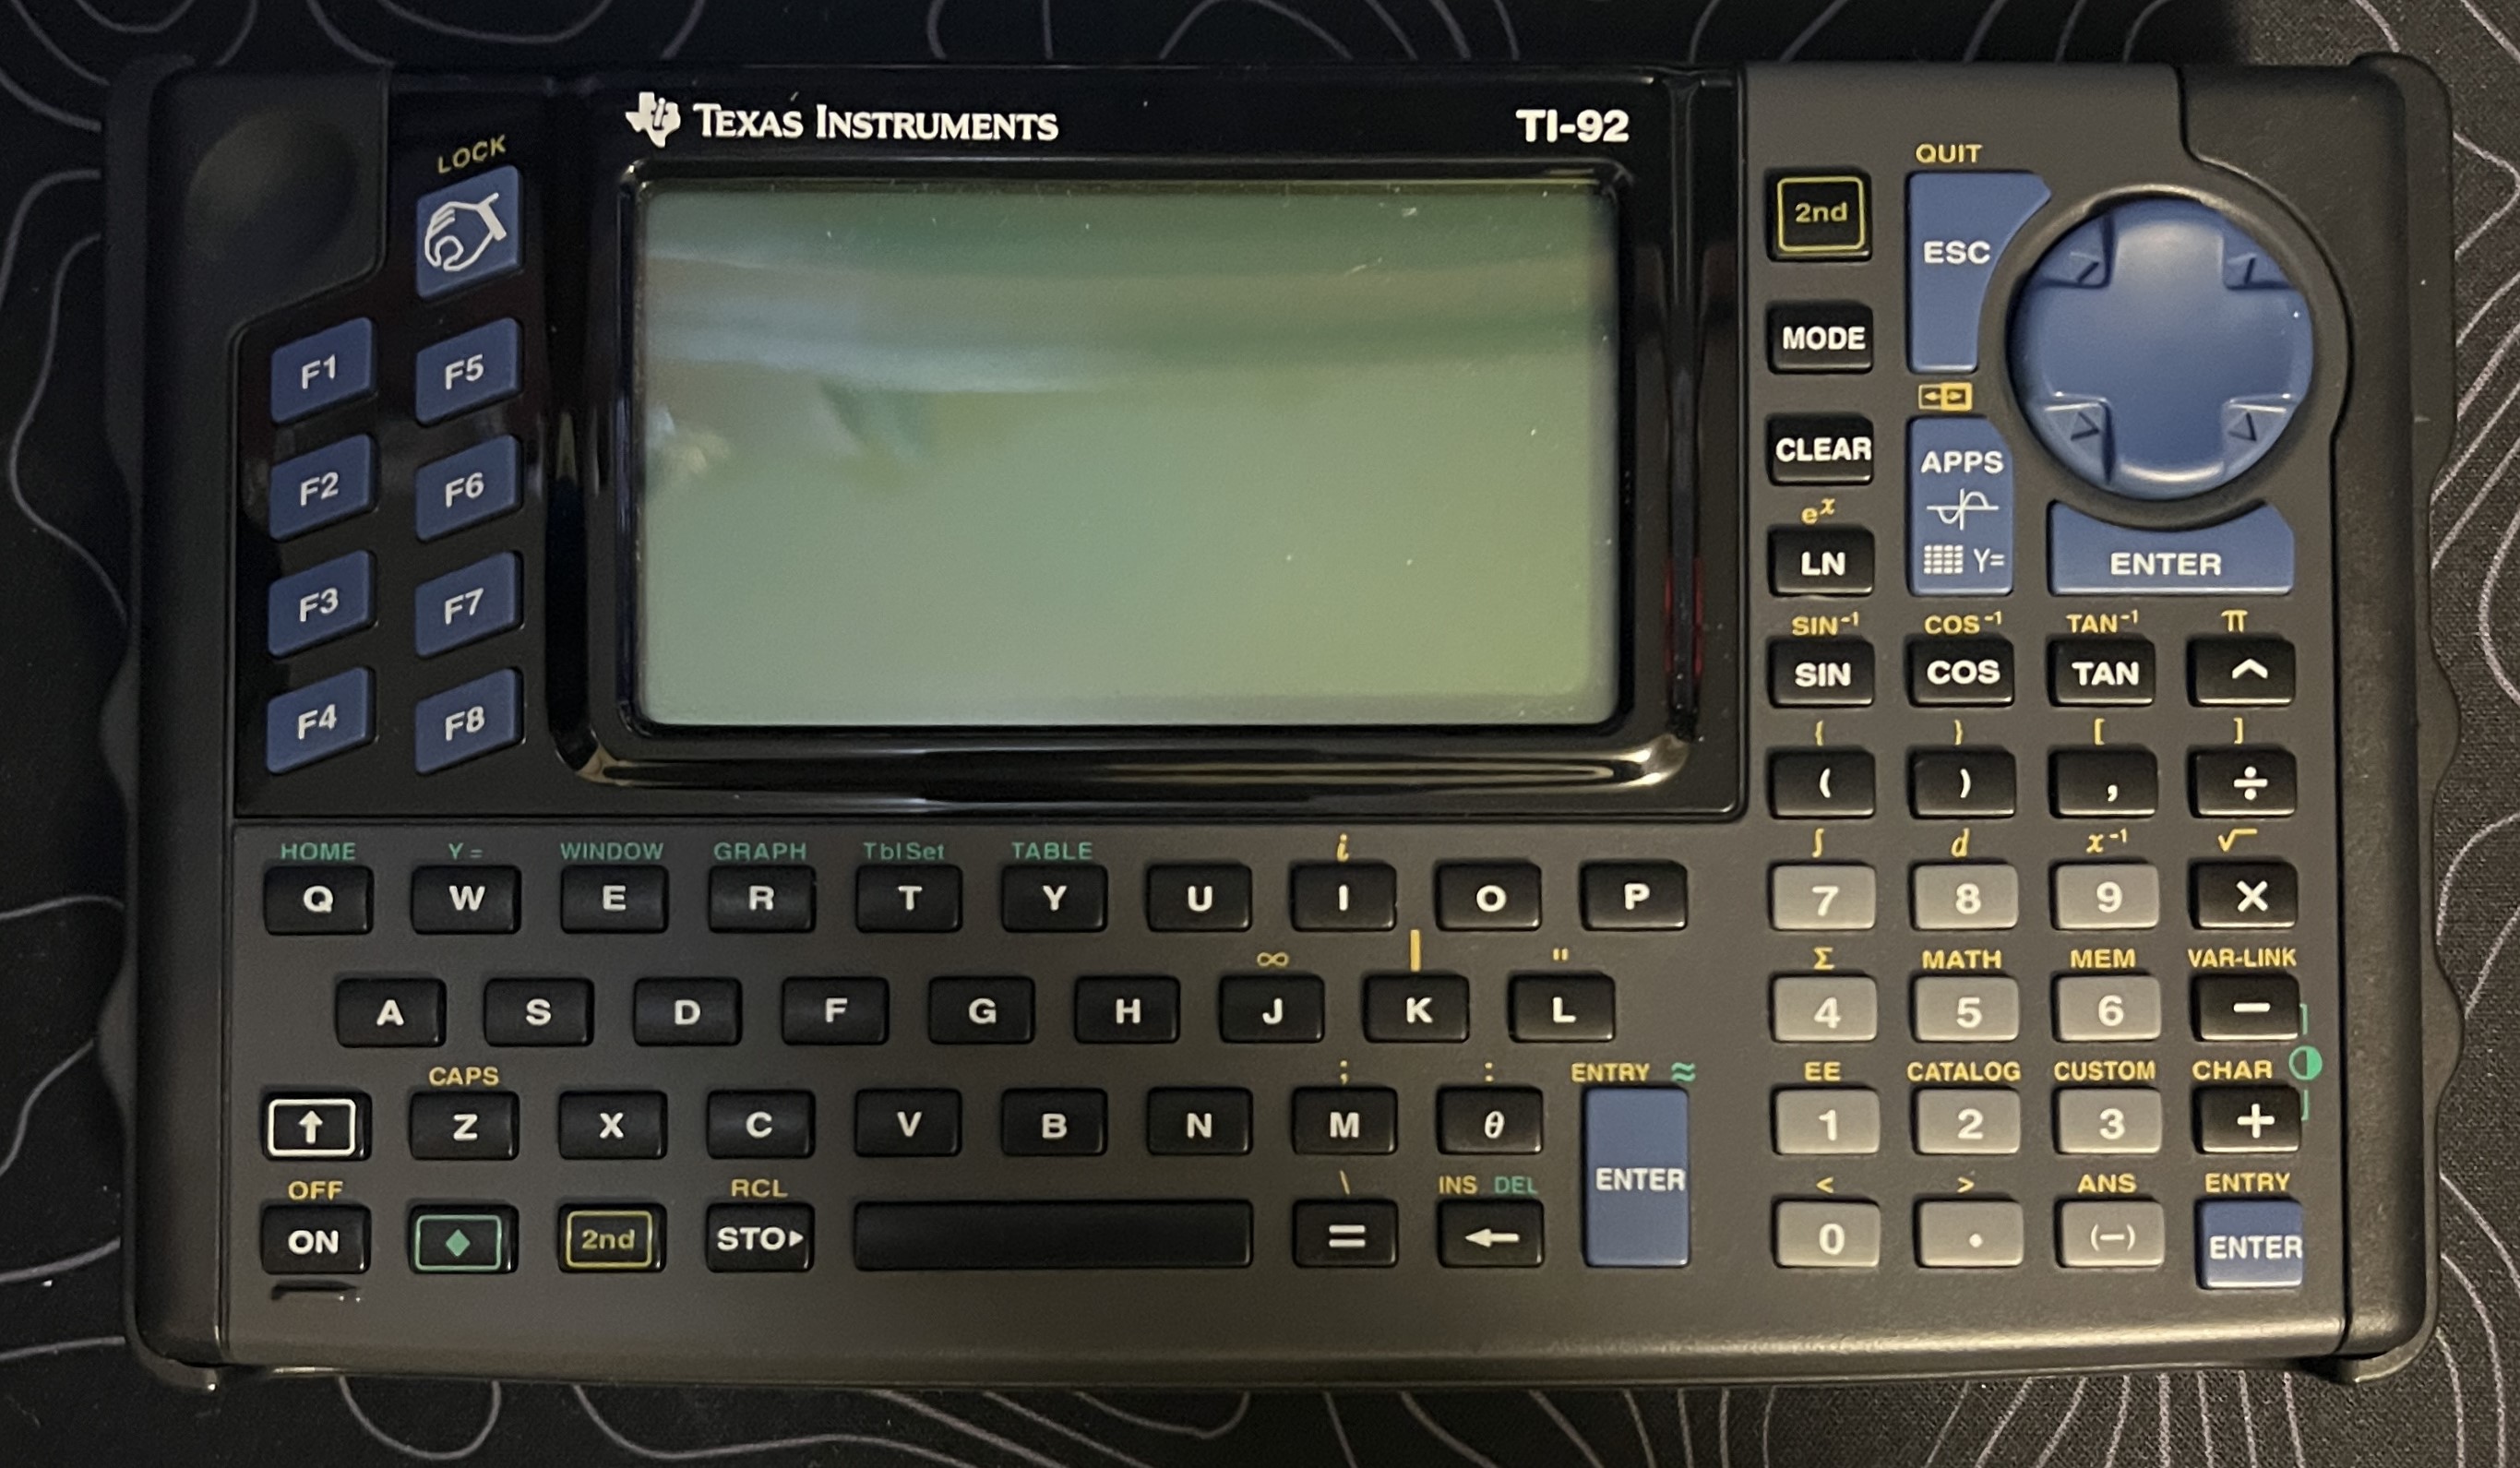 TEXAS INSTRUMENTS TI-92
LOCK
QUIT
2nd
ESC
F1 F5
MODE
CLEAR
APPS
F2 F6
eˣ
LN
Y=
ENTER
F3 F7
SIN⁻¹ COS⁻¹ TAN⁻¹ π
SIN COS TAN ^
F4 F8
{ } [ ]
( ) , ÷
HOME Y= WINDOW GRAPH TblSet TABLE i
∫ d x⁻¹ √
Q W E R T Y U I O P
7 8 9 ×
∞ | "
Σ MATH MEM VAR-LINK
A S D F G H J K L
4 5 6 −
CAPS ; : ENTRY ≈
EE CATALOG CUSTOM CHAR
↑ Z X C V B N M θ
1 2 3 +
ENTER
OFF RCL \ INS DEL
< > ANS ENTRY
ON ◆ 2nd STO▸ = ←
0 . (−) ENTER